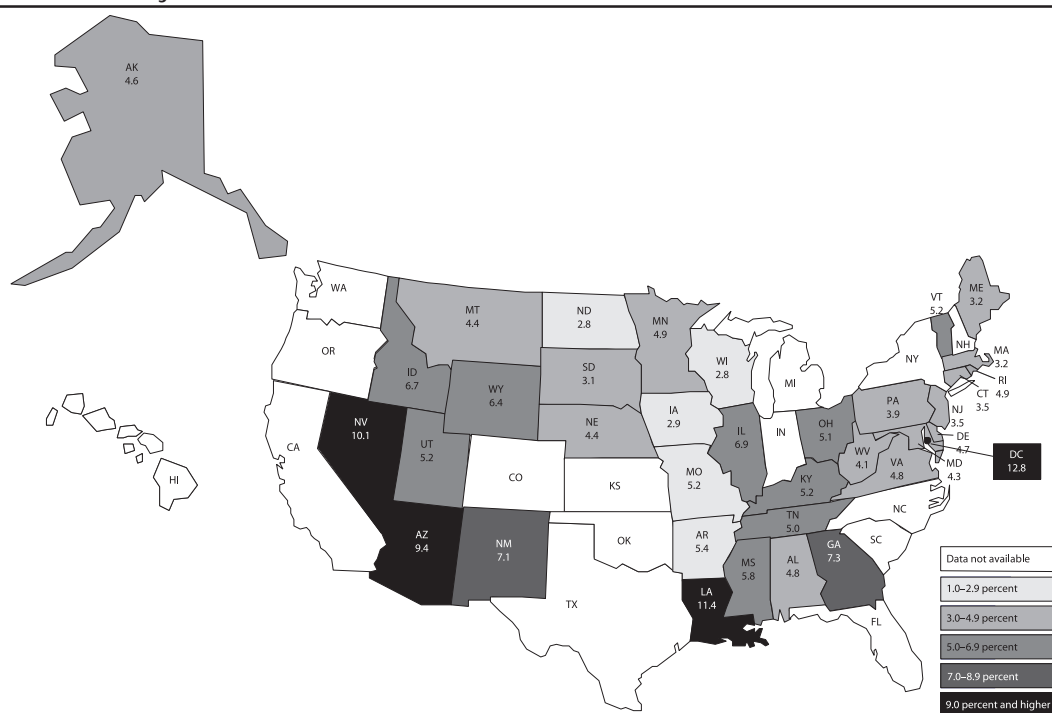 AK
4.6
WA
MT
4.4
ND
2.8
MN
4.9
VT
5.2
ME
3.2
OR
ID
6.7
WY
6.4
SD
3.1
WI
2.8
MI
NY
NH
MA
3.2
RI
4.9
CT
3.5
NV
10.1
UT
5.2
NE
4.4
IA
2.9
IL
6.9
IN
OH
5.1
PA
3.9
NJ
3.5
DE
4.7
DC
12.8
MD
4.3
HI
CA
CO
KS
MO
5.2
KY
5.2
WV
4.1
VA
4.8
AZ
9.4
NM
7.1
OK
AR
5.4
TN
5.0
NC
SC
TX
LA
11.4
MS
5.8
AL
4.8
GA
7.3
FL
Data not available
1.0–2.9 percent
3.0–4.9 percent
5.0–6.9 percent
7.0–8.9 percent
9.0 percent and higher